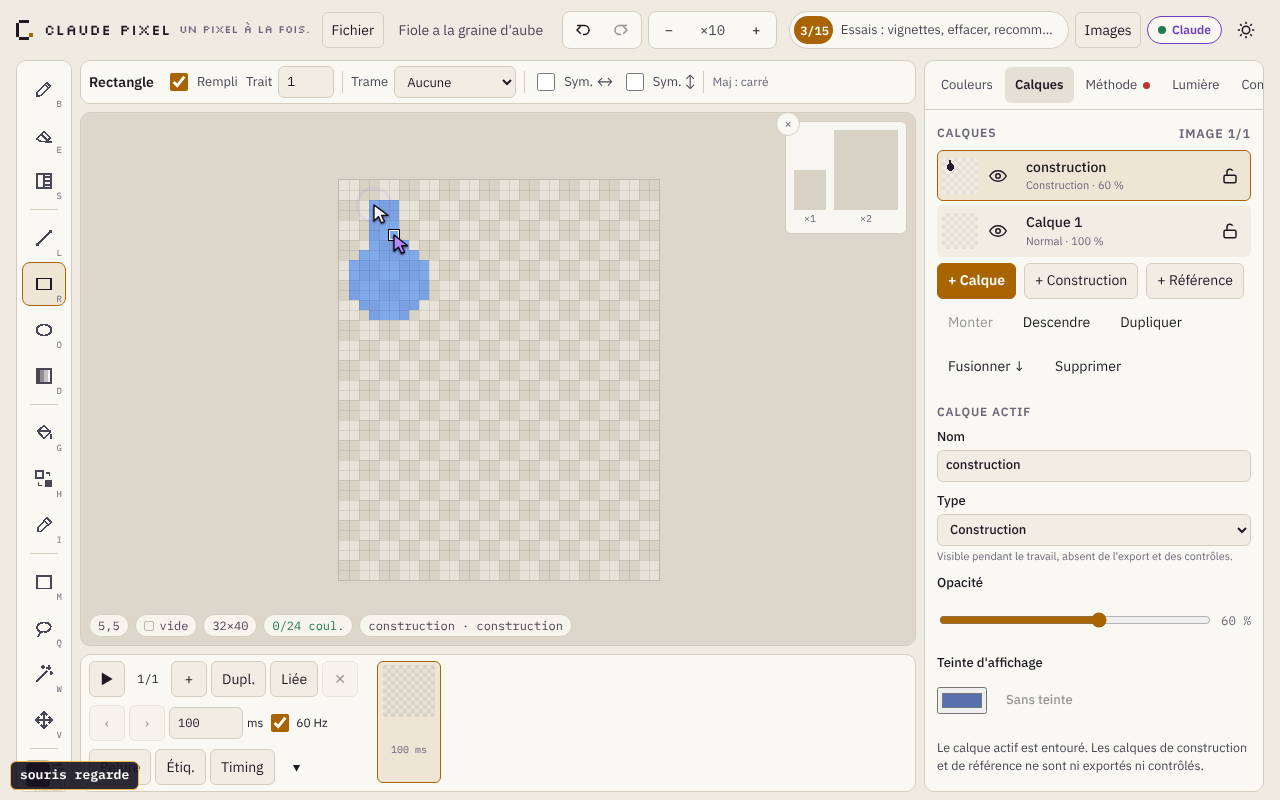 CLAUDE PIXEL UN PIXEL À LA FOIS. Fichier Fiole a la graine d'aube − ×10 + 3/15 Essais : vignettes, effacer, recomm… Images Claude
Rectangle Rempli Trait 1 Trame Aucune Sym. ↔ Sym. ↕ Maj : carré
B
E
S
L
R
O
D
G
H
I
M
Q
W
V
×
×1 ×2
5,5 vide 32×40 0/24 coul. construction · construction
1/1 + Dupl. Liée ×
‹ › 100 ms 60 Hz
Étiq. Timing ▼
100 ms
souris regarde
Couleurs Calques Méthode Lumière
CALQUES IMAGE 1/1
construction
Construction · 60 %
Calque 1
Normal · 100 %
+ Calque + Construction + Référence
Monter Descendre Dupliquer
Fusionner ↓ Supprimer
CALQUE ACTIF
Nom
construction
Type
Construction
Visible pendant le travail, absent de l'export et des contrôles.
Opacité
60 %
Teinte d'affichage
Sans teinte
Le calque actif est entouré. Les calques de construction
et de référence ne sont ni exportés ni contrôlés.